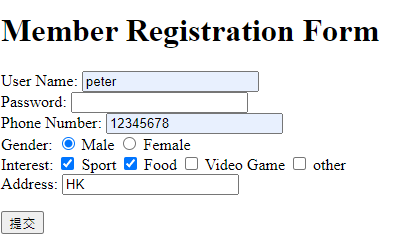 Member Registration Form
User Name: peter
Password:
Phone Number: 12345678
Gender: Male Female
Interest: Sport Food Video Game other
Address: HK
提交